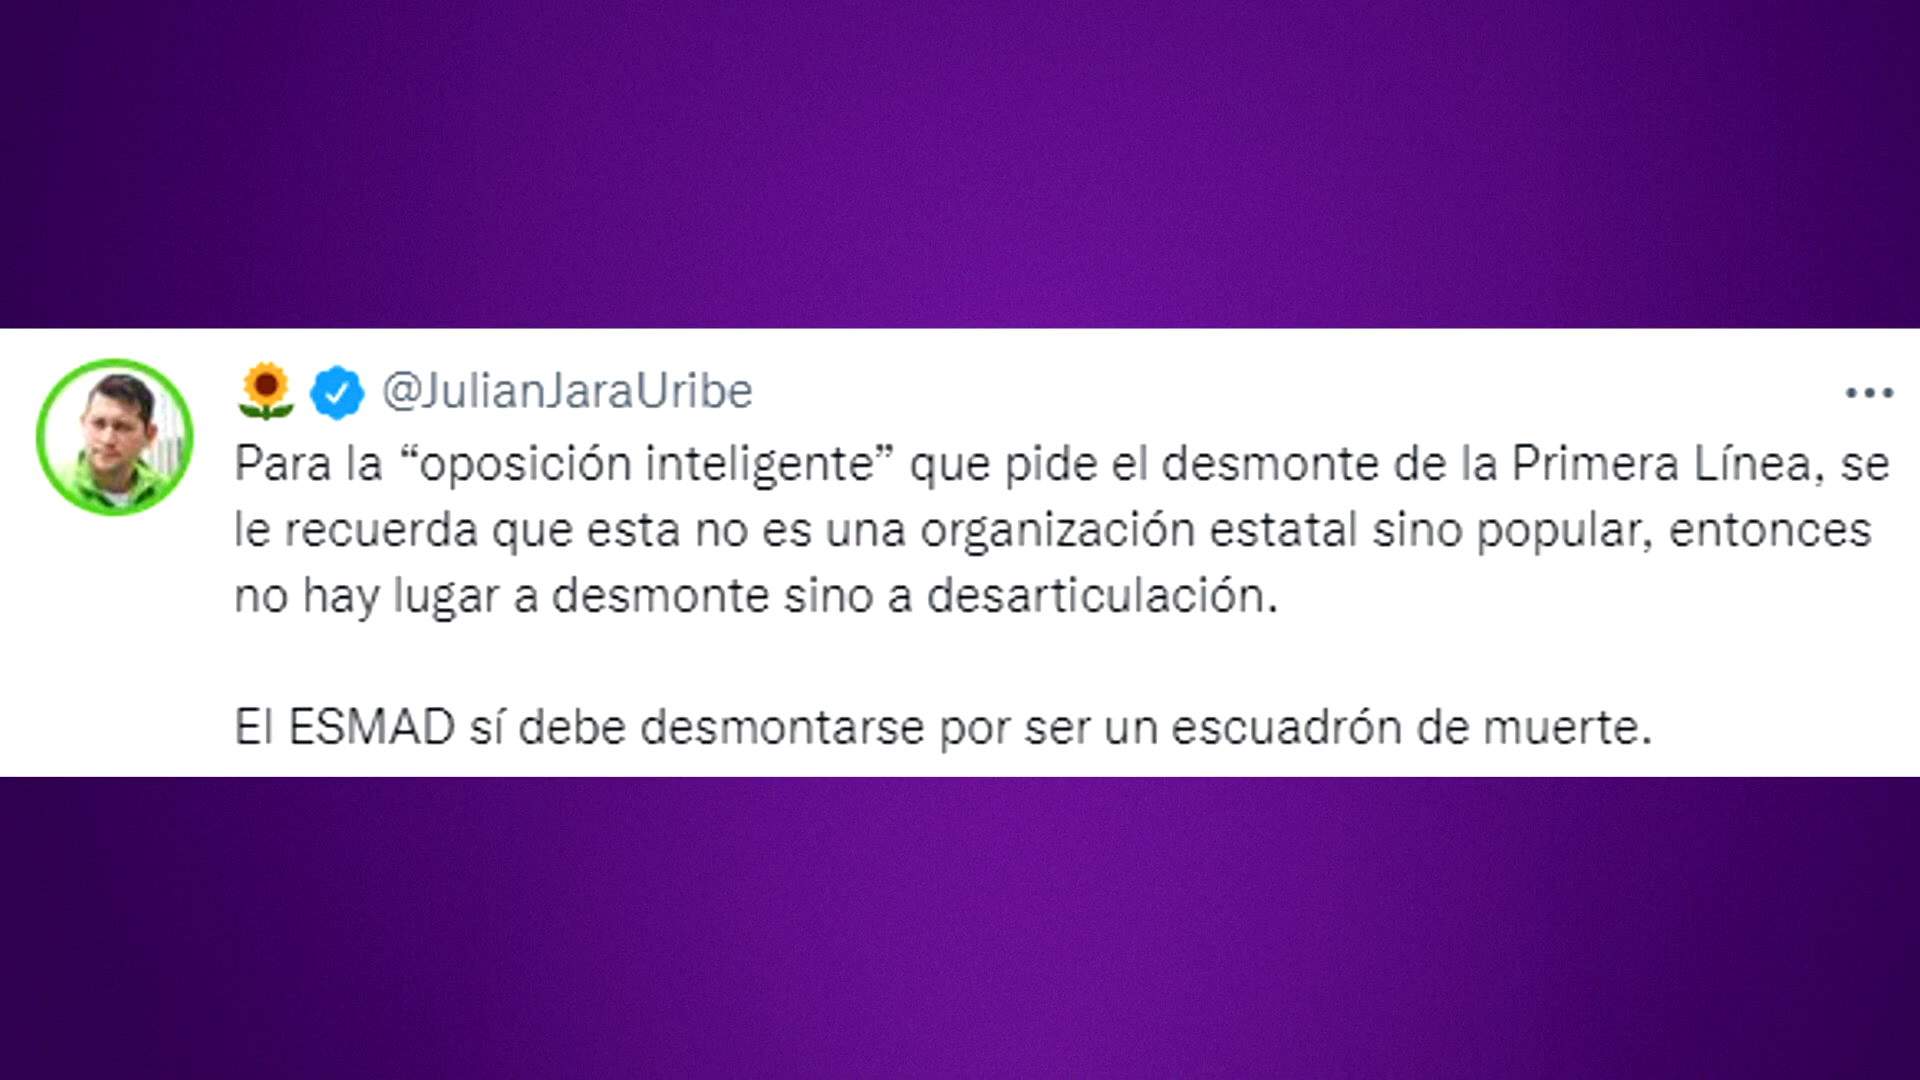 @JulianJaraUribe
Para la “oposición inteligente” que pide el desmonte de la Primera Línea, se
le recuerda que esta no es una organización estatal sino popular, entonces
no hay lugar a desmonte sino a desarticulación.
El ESMAD sí debe desmontarse por ser un escuadrón de muerte.